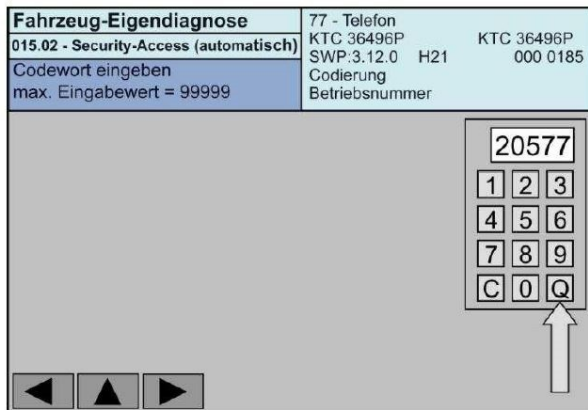 Fahrzeug-Eigendiagnose
015.02 - Security-Access (automatisch)
Codewort eingeben
max. Eingabewert = 99999
77 - Telefon
KTC 36496P KTC 36496P
SWP:3.12.0 H21 000 0185
Codierung
Betriebsnummer
20577
1 2 3
4 5 6
7 8 9
C 0 Q